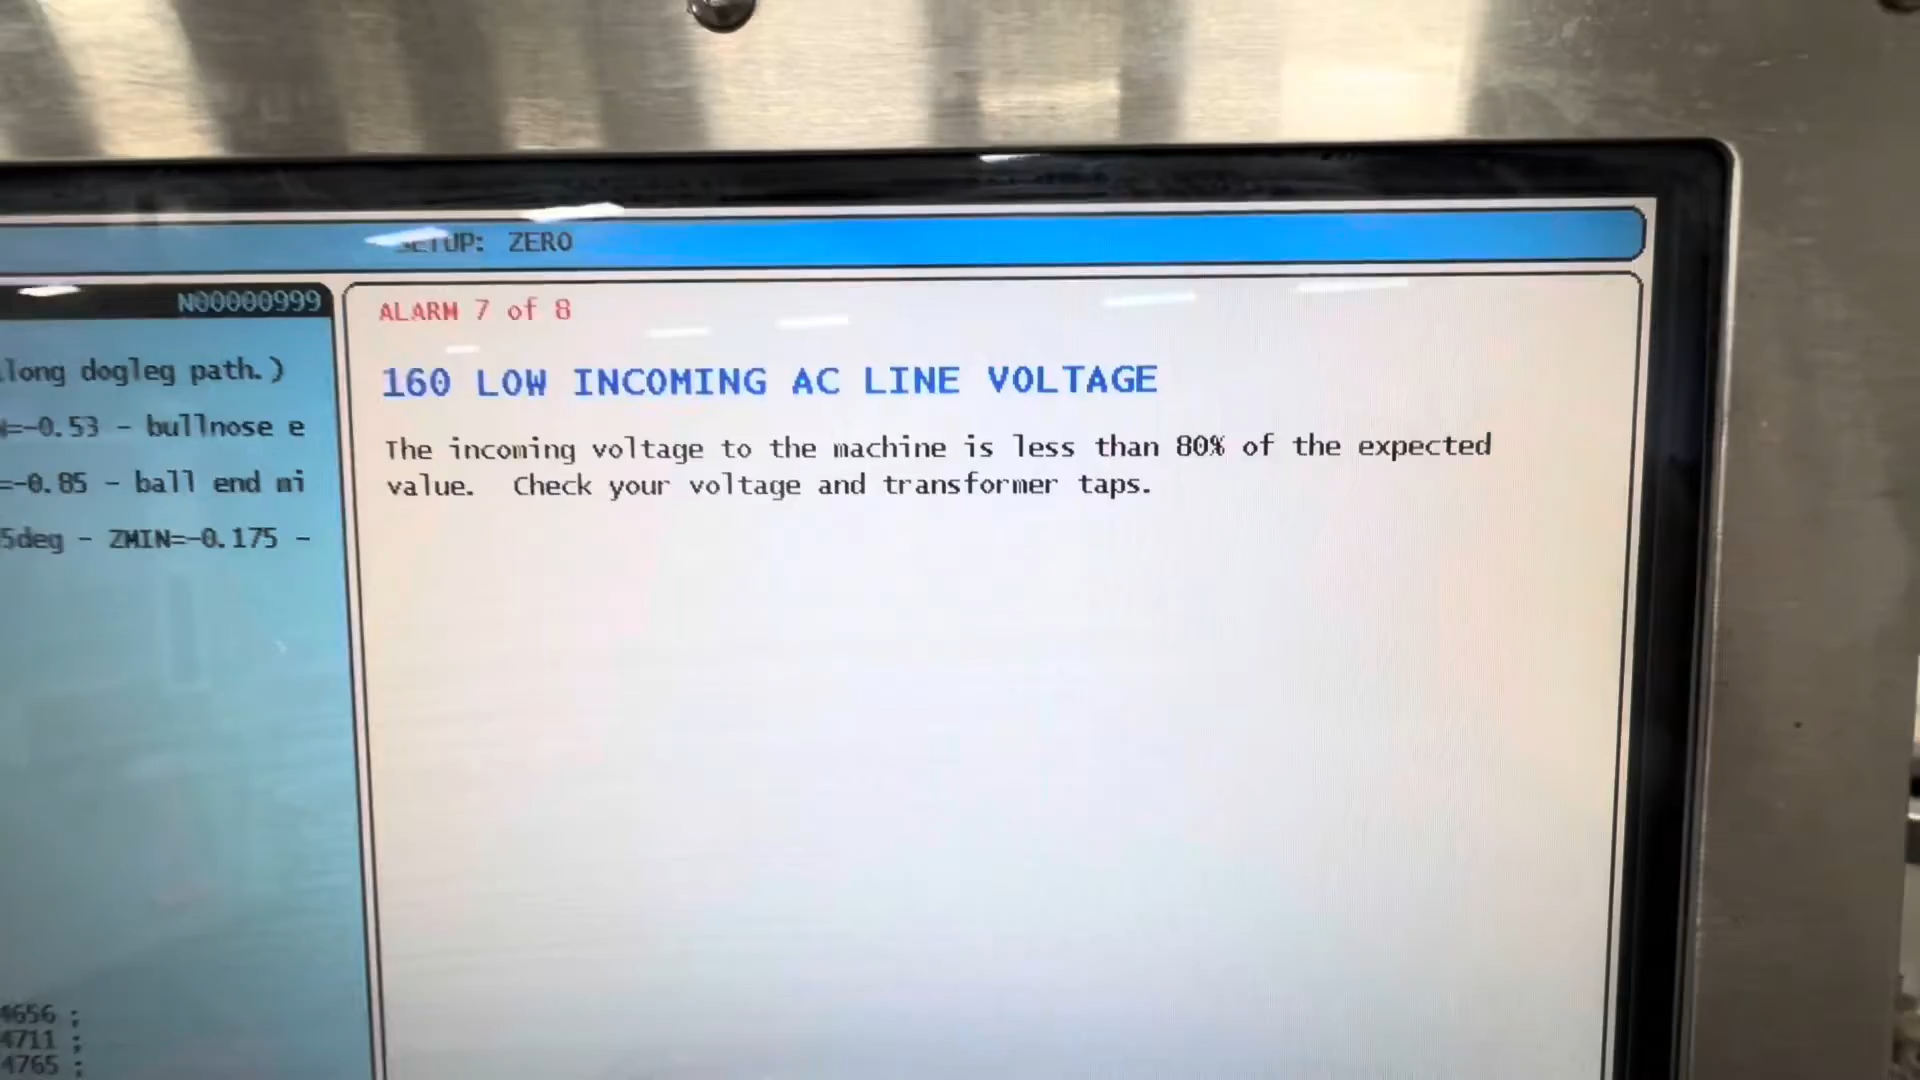 SETUP: ZERO
N00000999
long dogleg path.)
=-0.53 - bullnose e
=-0.85 - ball end mi
5deg - ZMIN=-0.175 -
4656 ;
4711 ;
4765 ;
ALARM 7 of 8
160 LOW INCOMING AC LINE VOLTAGE
The incoming voltage to the machine is less than 80% of the expected
value. Check your voltage and transformer taps.